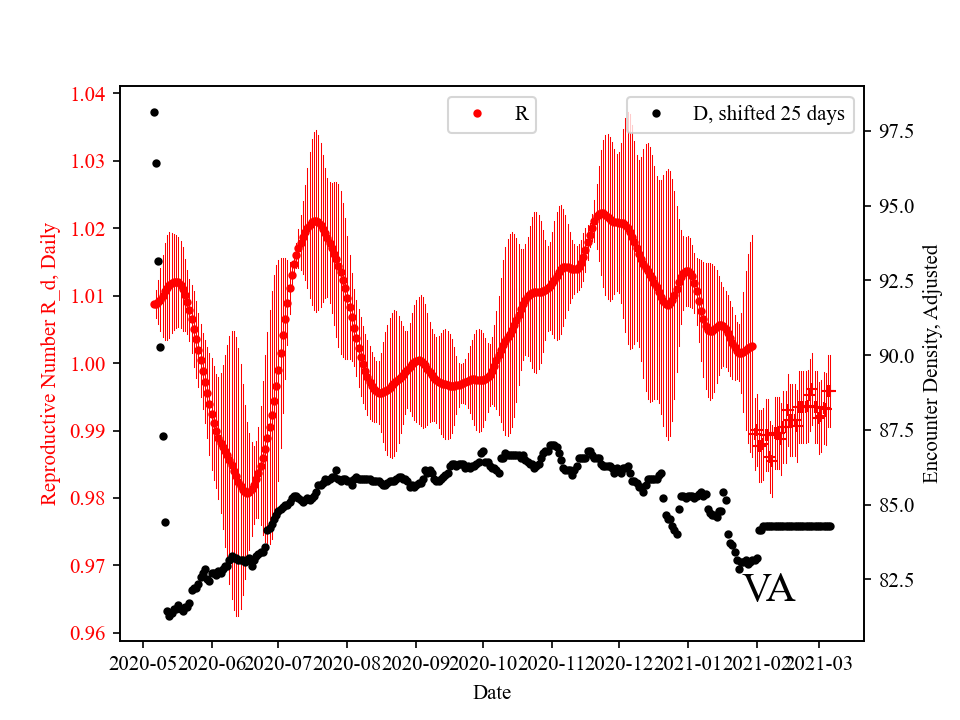 1.04
1.03
1.02
1.01
1.00
0.99
0.98
0.97
0.96
Reproductive Number R_d, Daily
R
D, shifted 25 days
97.5
95.0
92.5
90.0
87.5
85.0
82.5
Encounter Density, Adjusted
VA
2020-05 2020-06 2020-07 2020-08 2020-09 2020-10 2020-11 2020-12 2021-01 2021-02 2021-03
Date